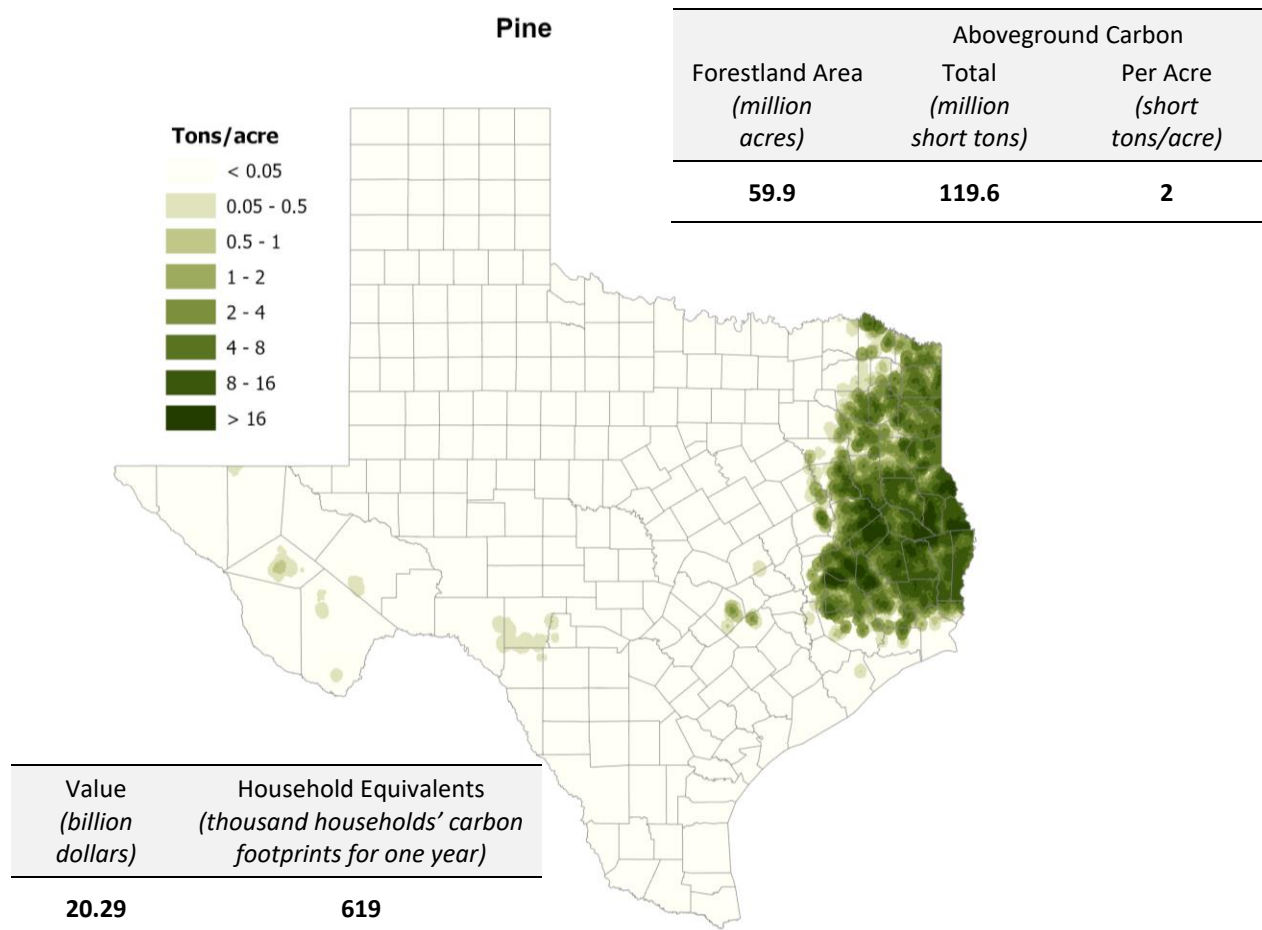 Pine
Aboveground Carbon
Forestland Area Total Per Acre
(million (million (short
acres) short tons) tons/acre)
59.9 119.6 2
Tons/acre
< 0.05
0.05 - 0.5
0.5 - 1
1 - 2
2 - 4
4 - 8
8 - 16
> 16
Value Household Equivalents
(billion (thousand households’ carbon
dollars) footprints for one year)
20.29 619